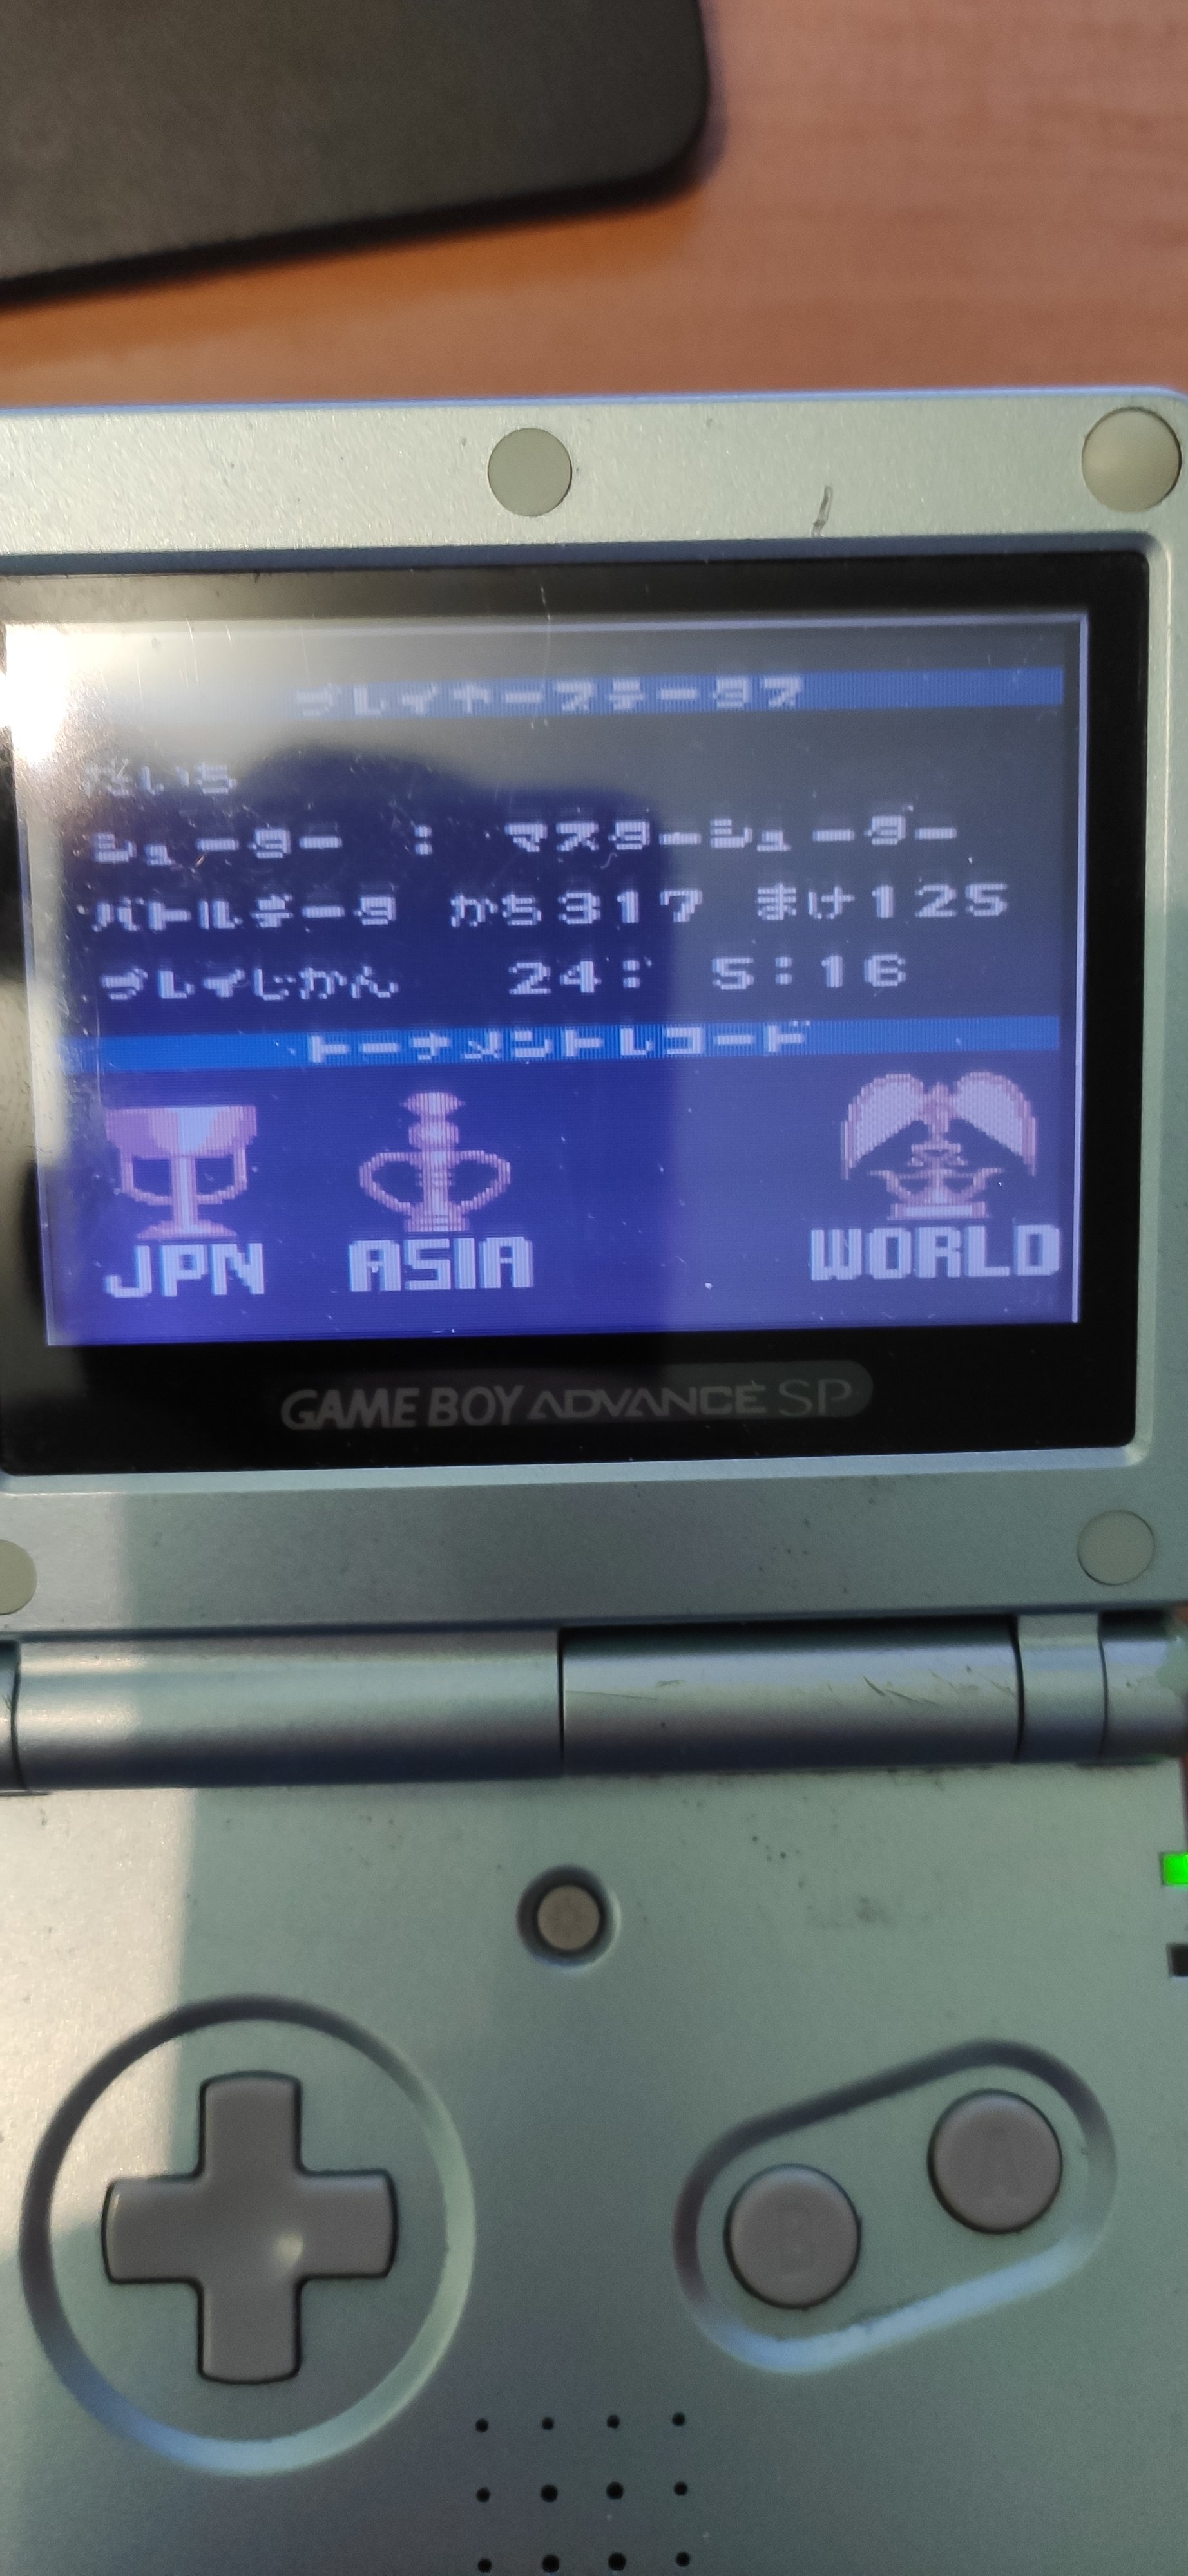 プレイヤーステータス
だいち
シューター : マスターシューター
バトルデータ かち317 まけ125
プレイじかん 24: 5:16
トーナメントレコード
JPN ASIA WORLD
GAME BOY ADVANCE SP
B A